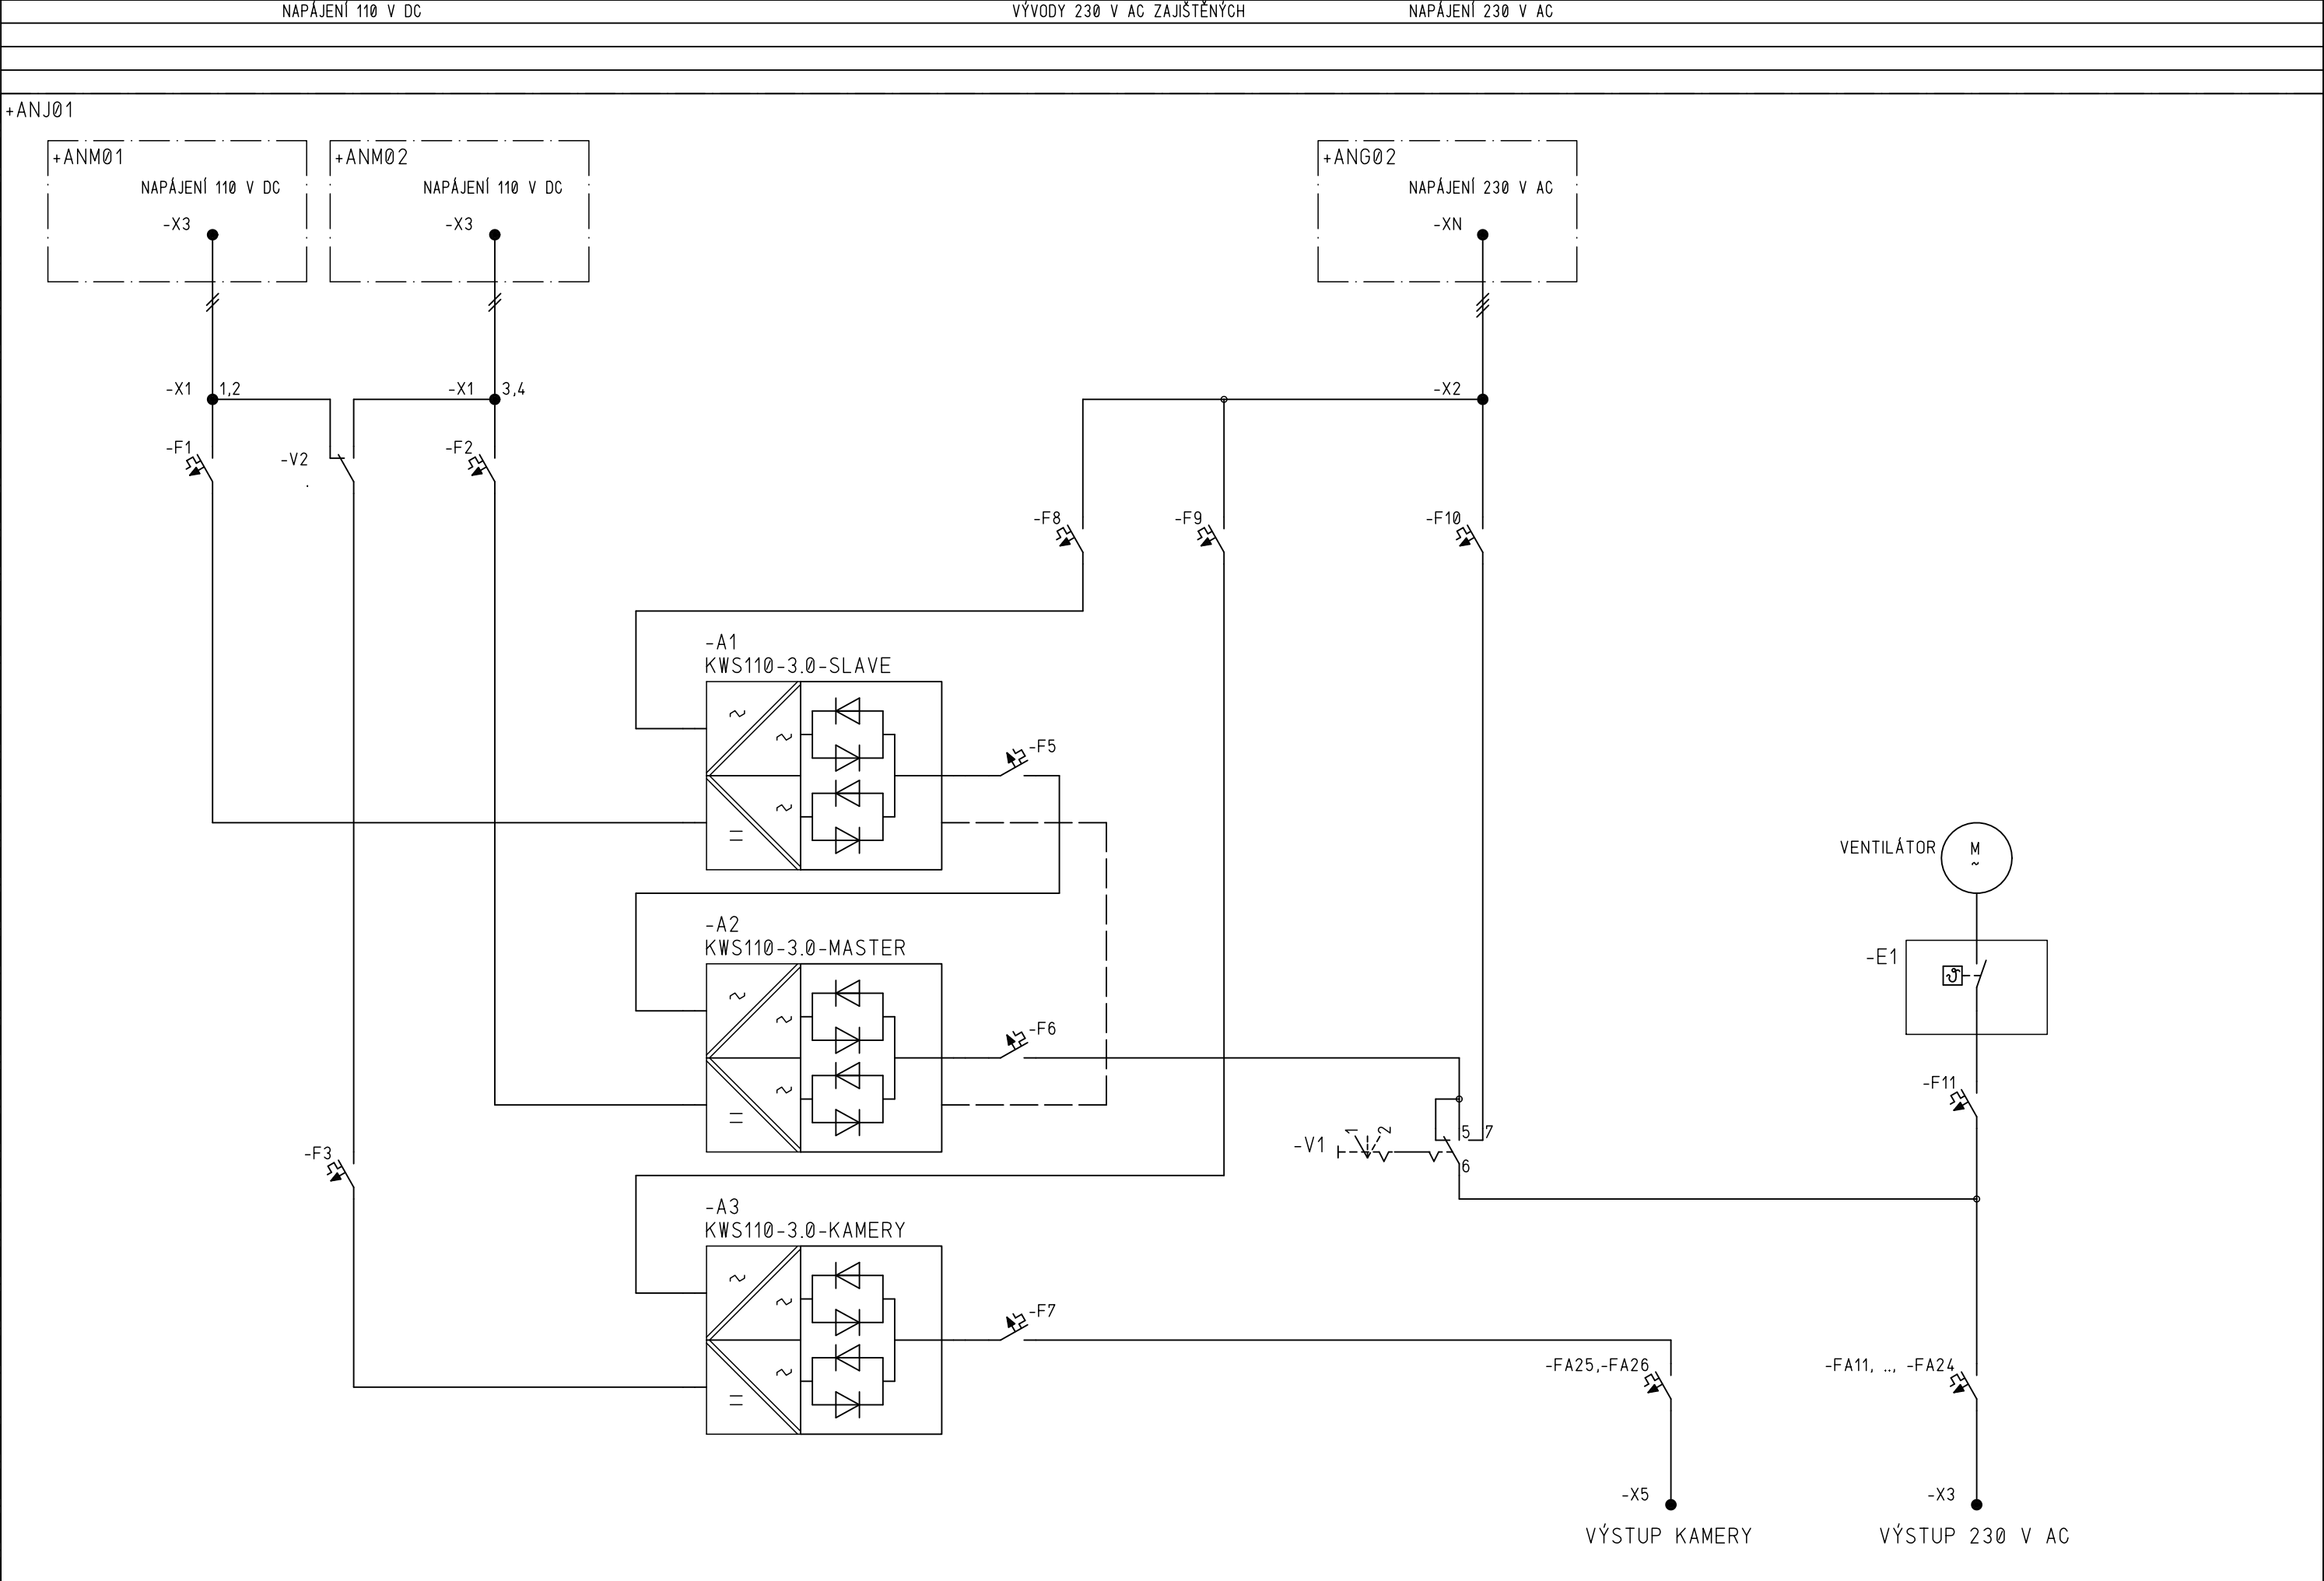 NAPÁJENÍ 110 V DC
VÝVODY 230 V AC ZAJIŠTĚNÝCH
NAPÁJENÍ 230 V AC
+ANJ01
+ANM01
NAPÁJENÍ 110 V DC
-X3
+ANM02
NAPÁJENÍ 110 V DC
-X3
+ANG02
NAPÁJENÍ 230 V AC
-XN
-X1 1,2
-X1 3,4
-X2
-F1
-V2
-F2
-F8
-F9
-F10
-A1
KWS110-3.0-SLAVE
-F5
VENTILÁTOR
M
~
-A2
KWS110-3.0-MASTER
-E1
ϑ
-F6
-F11
-F3
-V1
1 2
5 7
6
-A3
KWS110-3.0-KAMERY
-F7
-FA25,-FA26
-FA11, .., -FA24
-X5
-X3
VÝSTUP KAMERY
VÝSTUP 230 V AC